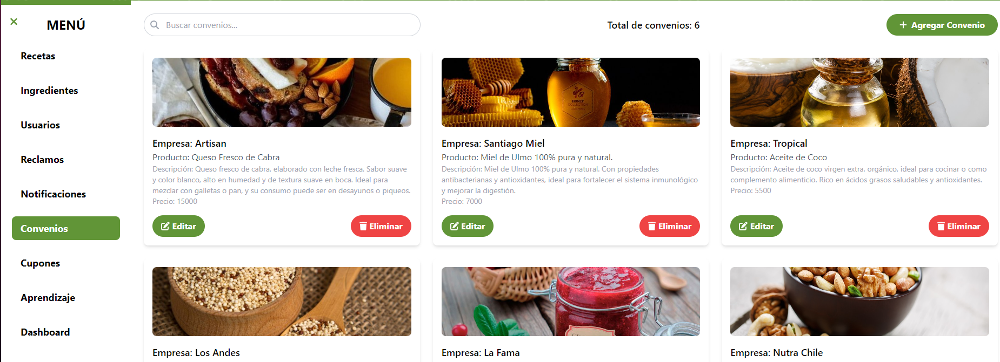 MENÚ
Recetas
Ingredientes
Usuarios
Reclamos
Notificaciones
Convenios
Cupones
Aprendizaje
Dashboard
Buscar convenios...
Total de convenios: 6
Agregar Convenio
Empresa: Artisan
Producto: Queso Fresco de Cabra
Descripción: Queso fresco de cabra, elaborado con leche fresca. Sabor suave
y color blanco, alto en humedad y de textura suave en boca. Ideal para
mezclar con galletas o pan, y su consumo puede ser en desayunos o piqueos.
Precio: 15000
Editar
Eliminar
HONEY
COLLECTION
Empresa: Santiago Miel
Producto: Miel de Ulmo 100% pura y natural.
Descripción: Miel de Ulmo 100% pura y natural. Con propiedades
antibacterianas y antioxidantes, ideal para fortalecer el sistema inmunológico
y mejorar la digestión.
Precio: 7000
Editar
Eliminar
Empresa: Tropical
Producto: Aceite de Coco
Descripción: Aceite de coco virgen extra, orgánico, ideal para cocinar o como
complemento alimenticio. Rico en ácidos grasos saludables y antioxidantes.
Precio: 5500
Editar
Eliminar
Empresa: Los Andes
Empresa: La Fama
Empresa: Nutra Chile